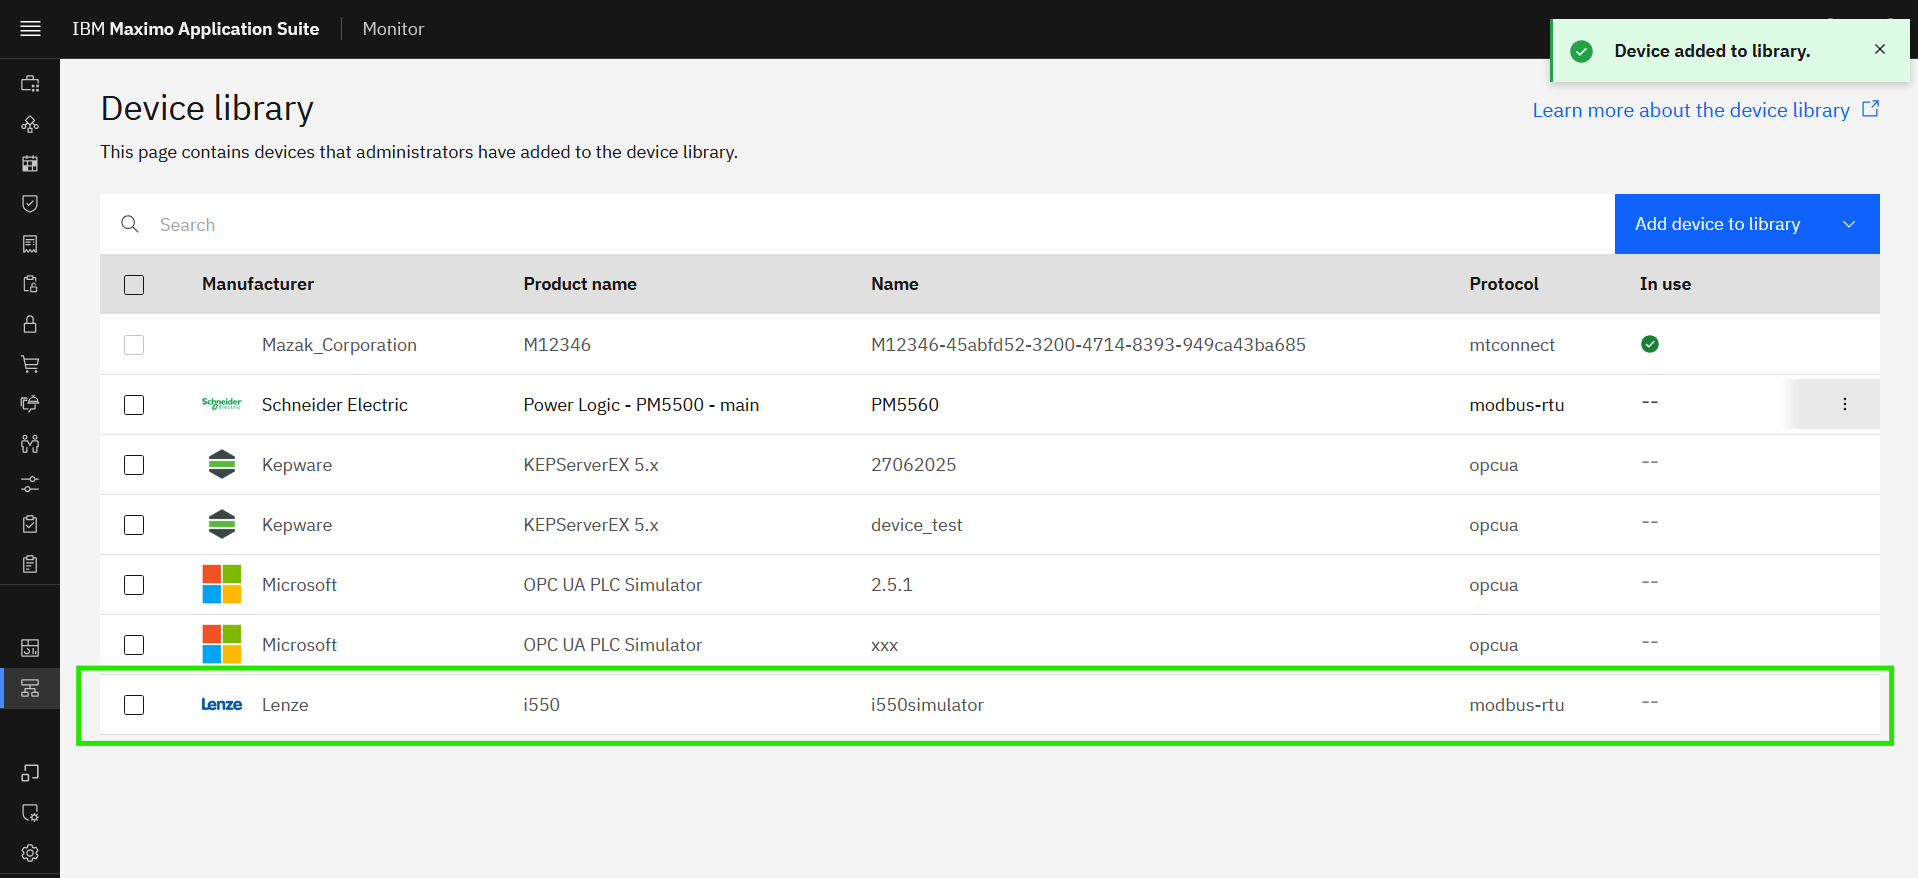 IBM Maximo Application Suite Monitor
Device added to library.
Device library
Learn more about the device library
This page contains devices that administrators have added to the device library.
Search
Add device to library
Manufacturer Product name Name Protocol In use
Mazak_Corporation M12346 M12346-45abfd52-3200-4714-8393-949ca43ba685 mtconnect
Schneider Electric Schneider Electric Power Logic - PM5500 - main PM5560 modbus-rtu --
Kepware KEPServerEX 5.x 27062025 opcua --
Kepware KEPServerEX 5.x device_test opcua --
Microsoft OPC UA PLC Simulator 2.5.1 opcua --
Microsoft OPC UA PLC Simulator xxx opcua --
Lenze Lenze i550 i550simulator modbus-rtu --